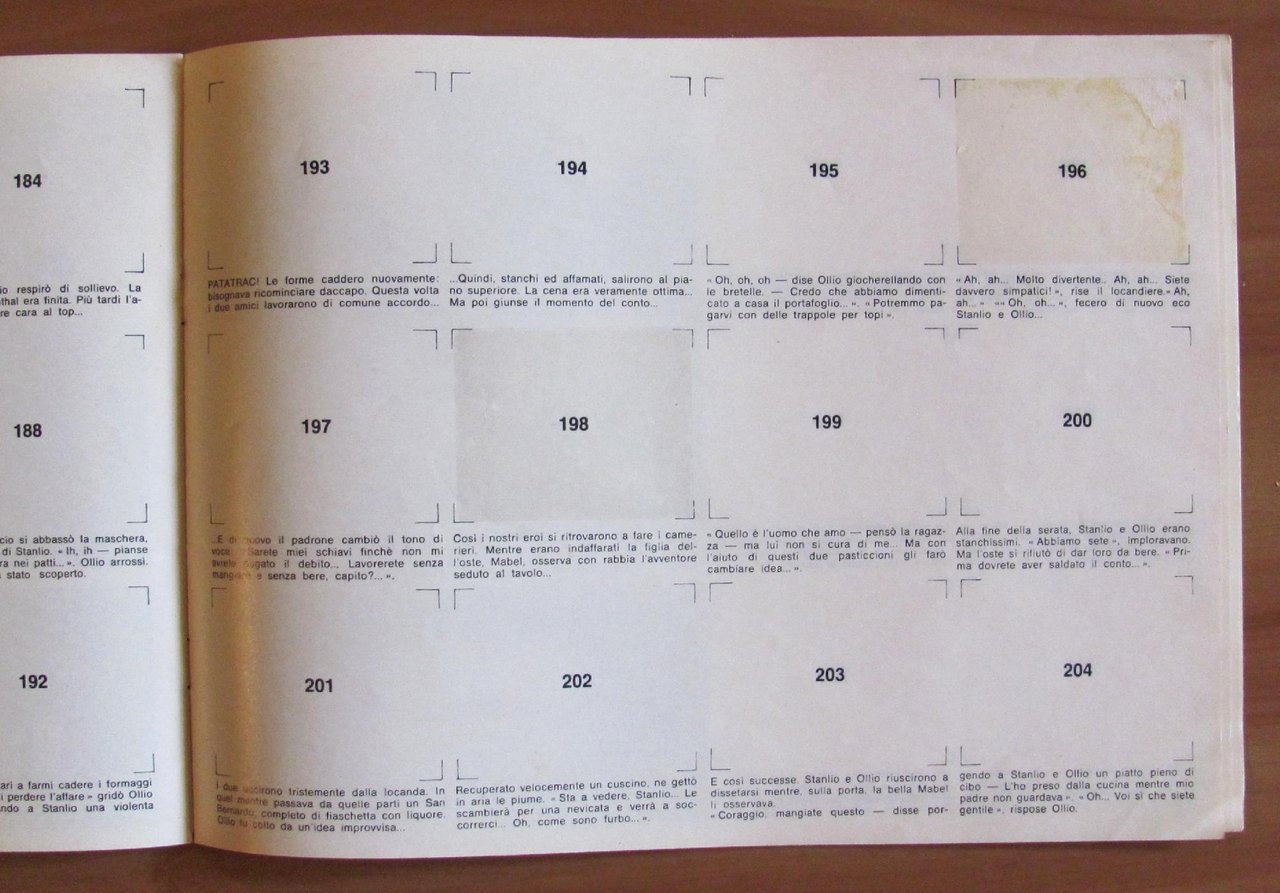 184
io respirò di sollievo. La
nthal era finita. Più tardi l'a-
re cara al top...
188
cio si abbassò la maschera,
di Stanlio. « Ih, ih — pianse
ra nei patti... ». Ollio arrossi.
stato scoperto.
192
ari a farmi cadere i formaggi
i perdere l'affare » gridò Ollio
ando a Stanlio una violenta
193
PATATRAC! Le forme caddero nuovamente:
bisognava ricominciare daccapo. Questa volta
i due amici lavorarono di comune accordo...
194
...Quindi, stanchi ed affamati, salirono al pia-
no superiore. La cena era veramente ottima...
Ma poi giunse il momento del conto...
195
« Oh, oh, oh — dise Ollio giocherellando con
le bretelle. — Credo che abbiamo dimenti-
cato a casa il portafoglio... ». « Potremmo pa-
garvi con delle trappole per topi ».
196
« Ah, ah... Molto divertente.. Ah, ah... Siete
davvero simpatici! », rise il locandiere.« Ah,
ah... » «« Oh, oh... », fecero di nuovo eco
Stanlio e Ollio...
197
...E di nuovo il padrone cambiò il tono di
voce: « Sarete miei schiavi finchè non mi
avrete pagato il debito... Lavorerete senza
mangiare e senza bere, capito?... ».
198
Così i nostri eroi si ritrovarono a fare i came-
rieri. Mentre erano indaffarati la figlia del-
l'oste, Mabel, osserva con rabbia l'avventore
seduto al tavolo...
199
« Quello è l'uomo che amo — pensò la ragaz-
za — ma lui non si cura di me... Ma con
l'aiuto di questi due pasticcioni gli farò
cambiare idea... ».
200
Alla fine della serata, Stanlio e Ollio erano
stanchissimi. « Abbiamo sete », imploravano.
Ma l'oste si rifiutò di dar loro da bere. « Pri-
ma dovrete aver saldato il conto... ».
201
I due uscirono tristemente dalla locanda. In
quel mentre passava da quelle parti un San
Bernardo, completo di fiaschetta con liquore.
Ollio fu colto da un'idea improvvisa...
202
Recuperato velocemente un cuscino, ne gettò
in aria le piume. « Sta a vedere, Stanlio... Le
scambierà per una nevicata e verrà a soc-
correrci... Oh, come sono furbo... ».
203
E così successe. Stanlio e Ollio riuscirono a
dissetarsi mentre, sulla porta, la bella Mabel
li osservava.
« Coraggio, mangiate questo — disse por-
204
gendo a Stanlio e Ollio un piatto pieno di
cibo — L'ho preso dalla cucina mentre mio
padre non guardava ». « Oh... Voi sì che siete
gentile », rispose Ollio.